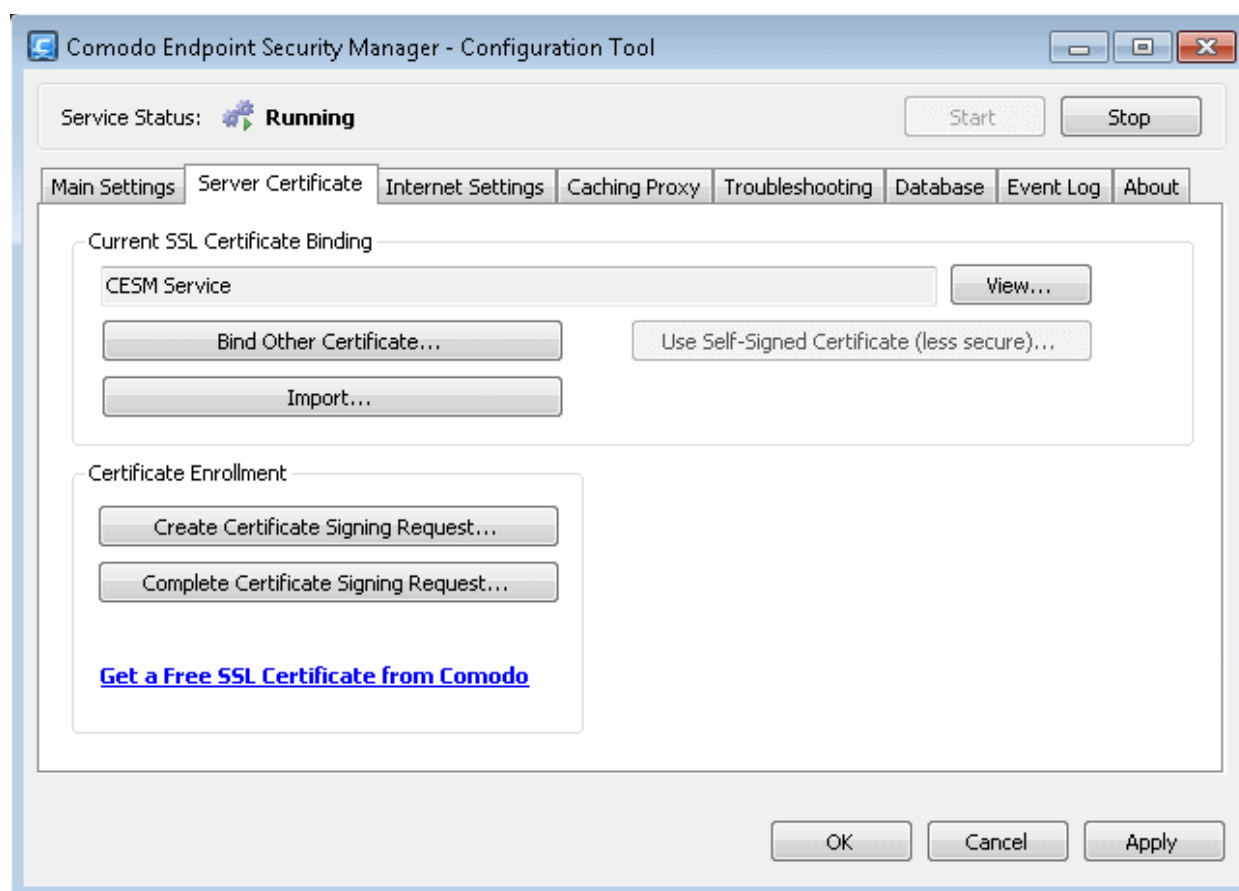 Comodo Endpoint Security Manager - Configuration Tool
Service Status: Running Start Stop
Main Settings Server Certificate Internet Settings Caching Proxy Troubleshooting Database Event Log About
Current SSL Certificate Binding
CESM Service View...
Bind Other Certificate... Use Self-Signed Certificate (less secure)...
Import...
Certificate Enrollment
Create Certificate Signing Request...
Complete Certificate Signing Request...
Get a Free SSL Certificate from Comodo
OK Cancel Apply